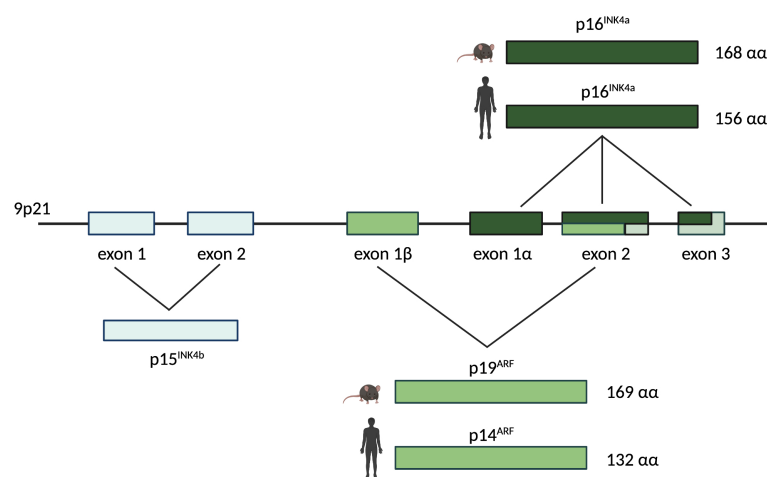 p16INK4a
168 αα
p16INK4a
156 αα
9p21
exon 1
exon 2
exon 1β
exon 1α
exon 2
exon 3
p15INK4b
p19ARF
169 αα
p14ARF
132 αα